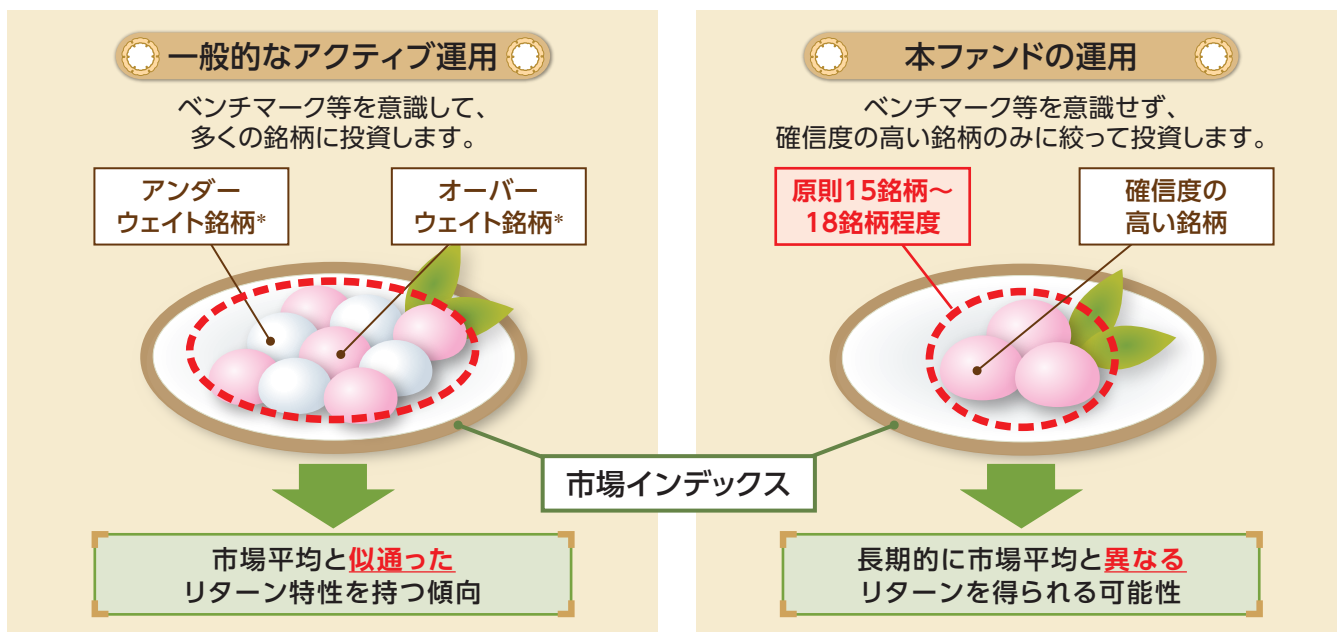 一般的なアクティブ運用
ベンチマーク等を意識して、
多くの銘柄に投資します。
アンダー
ウェイト銘柄*
オーバー
ウェイト銘柄*
市場平均と似通った
リターン特性を持つ傾向
本ファンドの運用
ベンチマーク等を意識せず、
確信度の高い銘柄のみに絞って投資します。
原則15銘柄〜
18銘柄程度
確信度の
高い銘柄
市場インデックス
長期的に市場平均と異なる
リターンを得られる可能性